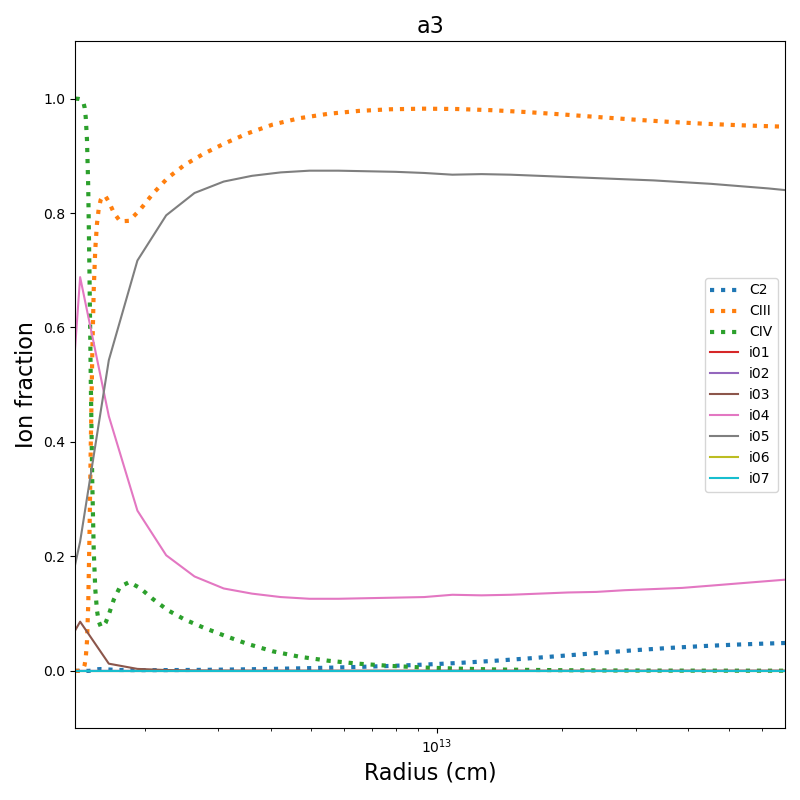 a3
Ion fraction
1.0
0.8
0.6
0.4
0.2
0.0
C2
CIII
CIV
i01
i02
i03
i04
i05
i06
i07
10¹³
Radius (cm)